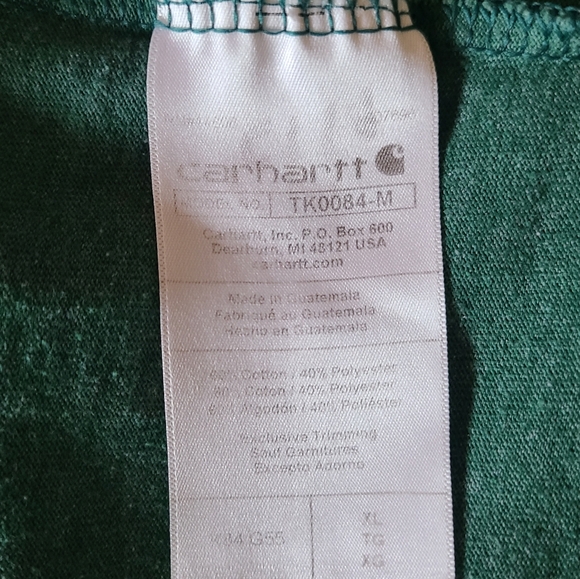 carhartt
MODEL NO. TK0084-M
Carhartt, Inc. P.O. Box 600
Dearborn, MI 48121 USA
carhartt.com
Made in Guatemala
Fabriqué au Guatemala
Hecho en Guatemala
60% Cotton / 40% Polyester
60% Coton / 40% Polyester
60% Algodón / 40% Poliéster
Exclusive Trimming
Sauf Garnitures
Excepto Adorno
G55
XL
TG
XG